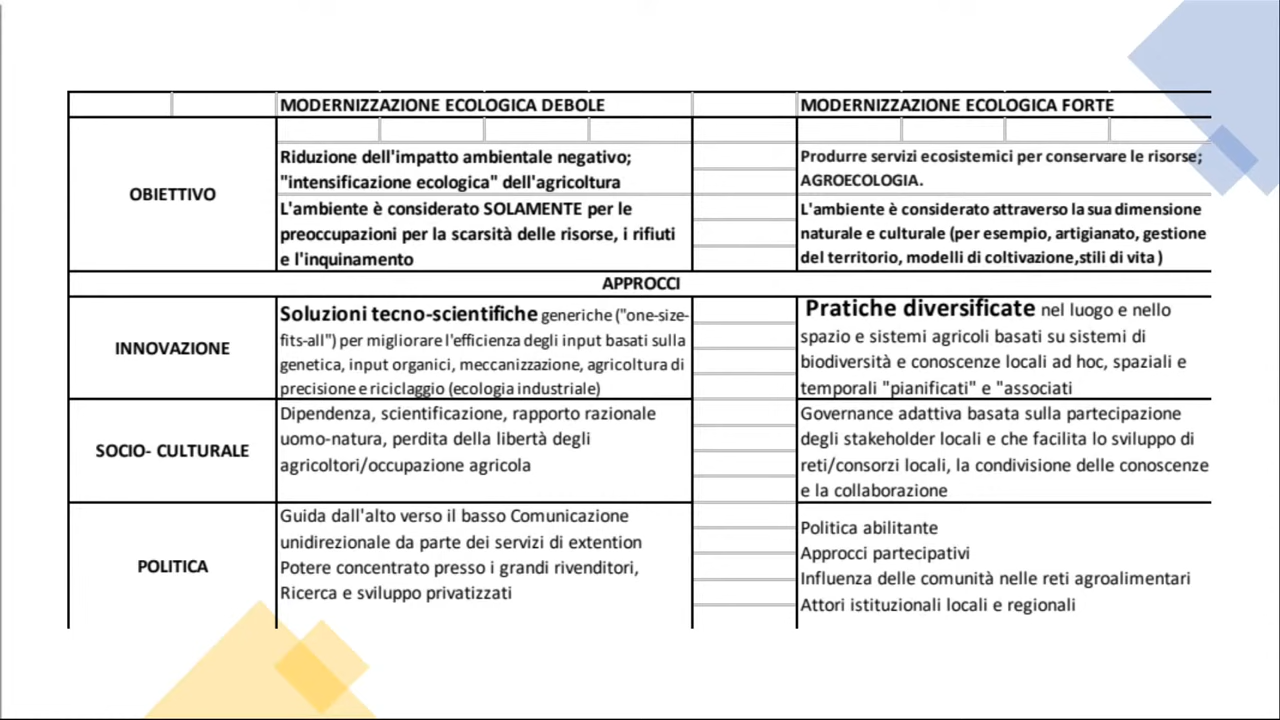 MODERNIZZAZIONE ECOLOGICA DEBOLE
MODERNIZZAZIONE ECOLOGICA FORTE
OBIETTIVO
Riduzione dell'impatto ambientale negativo;
"intensificazione ecologica" dell'agricoltura
L'ambiente è considerato SOLAMENTE per le
preoccupazioni per la scarsità delle risorse, i rifiuti
e l'inquinamento
Produrre servizi ecosistemici per conservare le risorse;
AGROECOLOGIA.
L'ambiente è considerato attraverso la sua dimensione
naturale e culturale (per esempio, artigianato, gestione
del territorio, modelli di coltivazione,stili di vita )
APPROCCI
INNOVAZIONE
Soluzioni tecno-scientifiche generiche ("one-size-
fits-all") per migliorare l'efficienza degli input basati sulla
genetica, input organici, meccanizzazione, agricoltura di
precisione e riciclaggio (ecologia industriale)
Pratiche diversificate nel luogo e nello
spazio e sistemi agricoli basati su sistemi di
biodiversità e conoscenze locali ad hoc, spaziali e
temporali "pianificati" e "associati
SOCIO- CULTURALE
Dipendenza, scientificazione, rapporto razionale
uomo-natura, perdita della libertà degli
agricoltori/occupazione agricola
Governance adattiva basata sulla partecipazione
degli stakeholder locali e che facilita lo sviluppo di
reti/consorzi locali, la condivisione delle conoscenze
e la collaborazione
POLITICA
Guida dall'alto verso il basso Comunicazione
unidirezionale da parte dei servizi di extention
Potere concentrato presso i grandi rivenditori,
Ricerca e sviluppo privatizzati
Politica abilitante
Approcci partecipativi
Influenza delle comunità nelle reti agroalimentari
Attori istituzionali locali e regionali